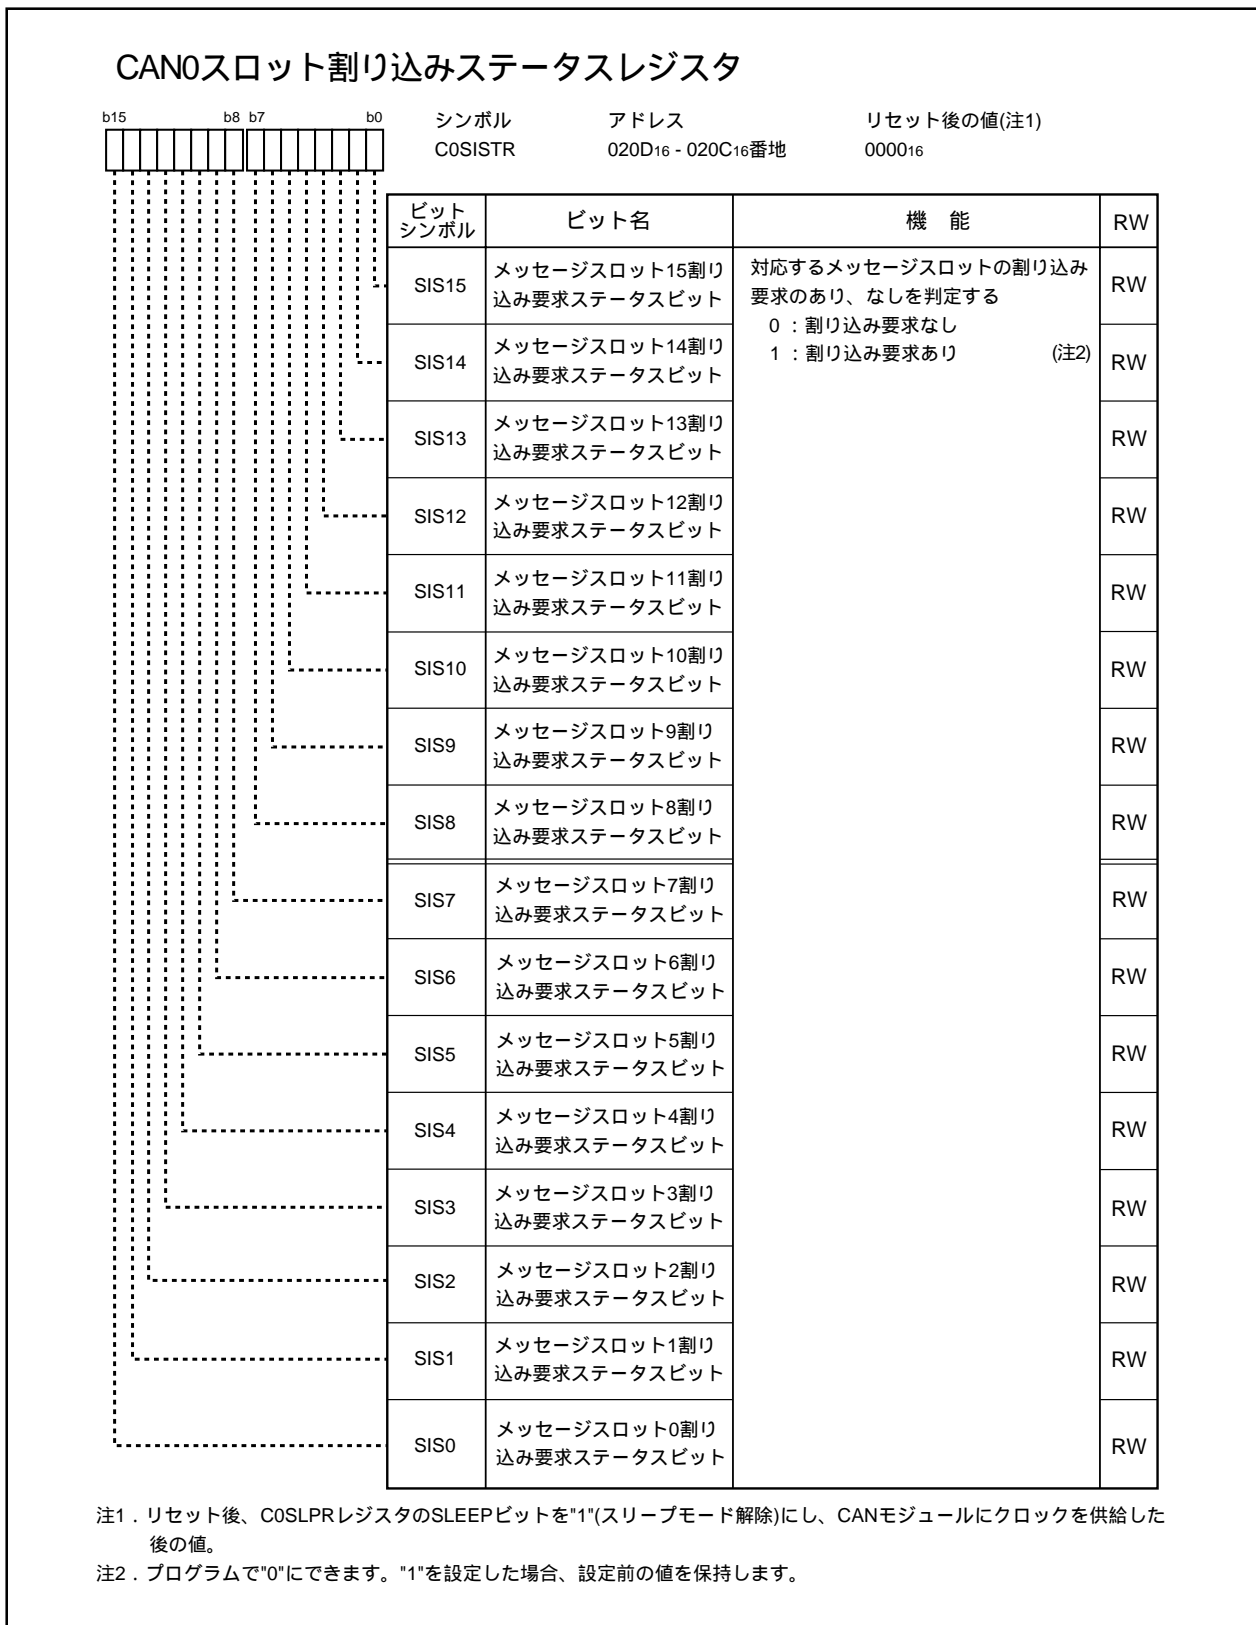 CAN0スロット割り込みステータスレジスタ
b15 b8 b7 b0
シンボル アドレス リセット後の値(注1)
C0SISTR 020D16 - 020C16番地 000016
ビット
シンボル
ビット名
機　能
RW
SIS15
メッセージスロット15割り
込み要求ステータスビット
対応するメッセージスロットの割り込み
要求のあり、なしを判定する
0 ：割り込み要求なし
1 ：割り込み要求あり (注2)
RW
SIS14
メッセージスロット14割り
込み要求ステータスビット
RW
SIS13
メッセージスロット13割り
込み要求ステータスビット
RW
SIS12
メッセージスロット12割り
込み要求ステータスビット
RW
SIS11
メッセージスロット11割り
込み要求ステータスビット
RW
SIS10
メッセージスロット10割り
込み要求ステータスビット
RW
SIS9
メッセージスロット9割り
込み要求ステータスビット
RW
SIS8
メッセージスロット8割り
込み要求ステータスビット
RW
SIS7
メッセージスロット7割り
込み要求ステータスビット
RW
SIS6
メッセージスロット6割り
込み要求ステータスビット
RW
SIS5
メッセージスロット5割り
込み要求ステータスビット
RW
SIS4
メッセージスロット4割り
込み要求ステータスビット
RW
SIS3
メッセージスロット3割り
込み要求ステータスビット
RW
SIS2
メッセージスロット2割り
込み要求ステータスビット
RW
SIS1
メッセージスロット1割り
込み要求ステータスビット
RW
SIS0
メッセージスロット0割り
込み要求ステータスビット
RW
注1．リセット後、C0SLPRレジスタのSLEEPビットを"1"(スリープモード解除)にし、CANモジュールにクロックを供給した
後の値。
注2．プログラムで"0"にできます。"1"を設定した場合、設定前の値を保持します。